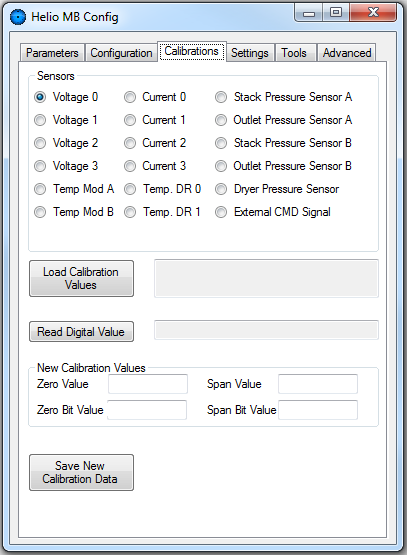 Helio MB Config
Parameters Configuration Calibrations Settings Tools Advanced
Sensors
Voltage 0 Current 0 Stack Pressure Sensor A
Voltage 1 Current 1 Outlet Pressure Sensor A
Voltage 2 Current 2 Stack Pressure Sensor B
Voltage 3 Current 3 Outlet Pressure Sensor B
Temp Mod A Temp. DR 0 Dryer Pressure Sensor
Temp Mod B Temp. DR 1 External CMD Signal
Load Calibration
Values
Read Digital Value
New Calibration Values
Zero Value Span Value
Zero Bit Value Span Bit Value
Save New
Calibration Data